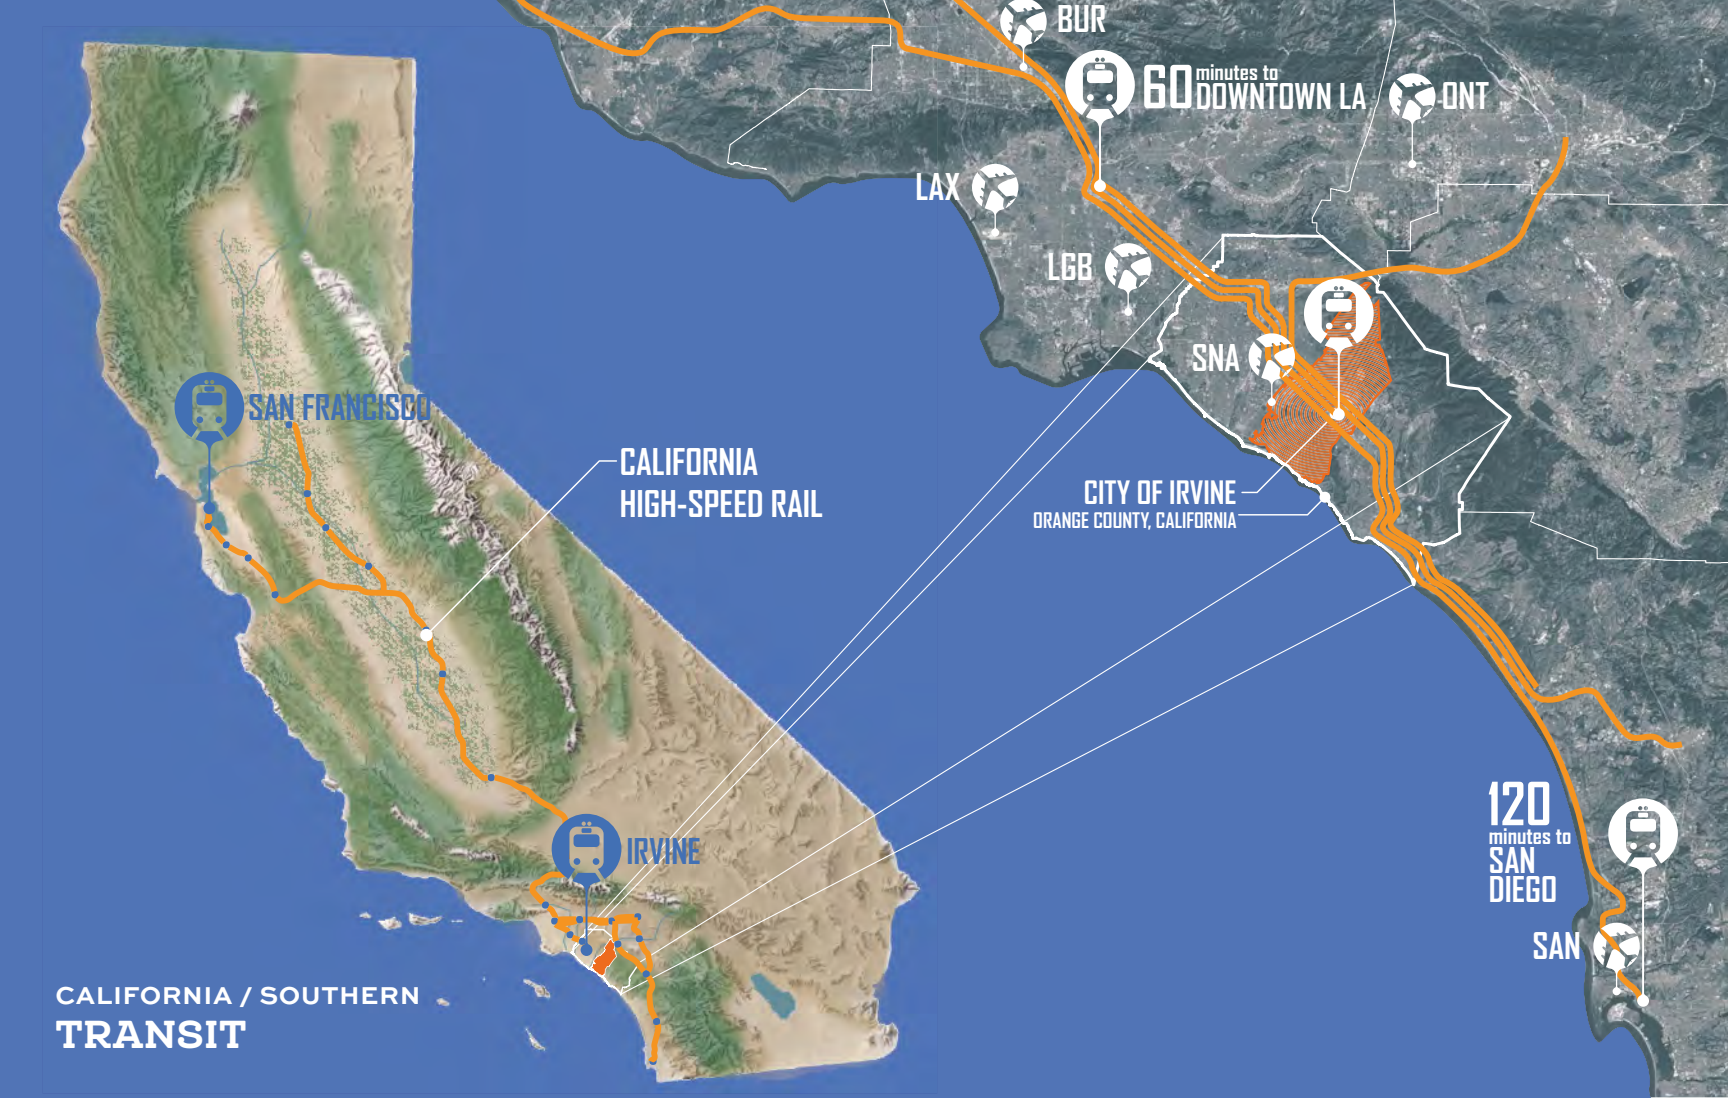 BUR
60 minutes to
DOWNTOWN LA
ONT
LAX
LGB
SNA
SAN FRANCISCO
CALIFORNIA
HIGH-SPEED RAIL
CITY OF IRVINE
ORANGE COUNTY, CALIFORNIA
IRVINE
120
minutes to
SAN
DIEGO
SAN
CALIFORNIA / SOUTHERN
TRANSIT